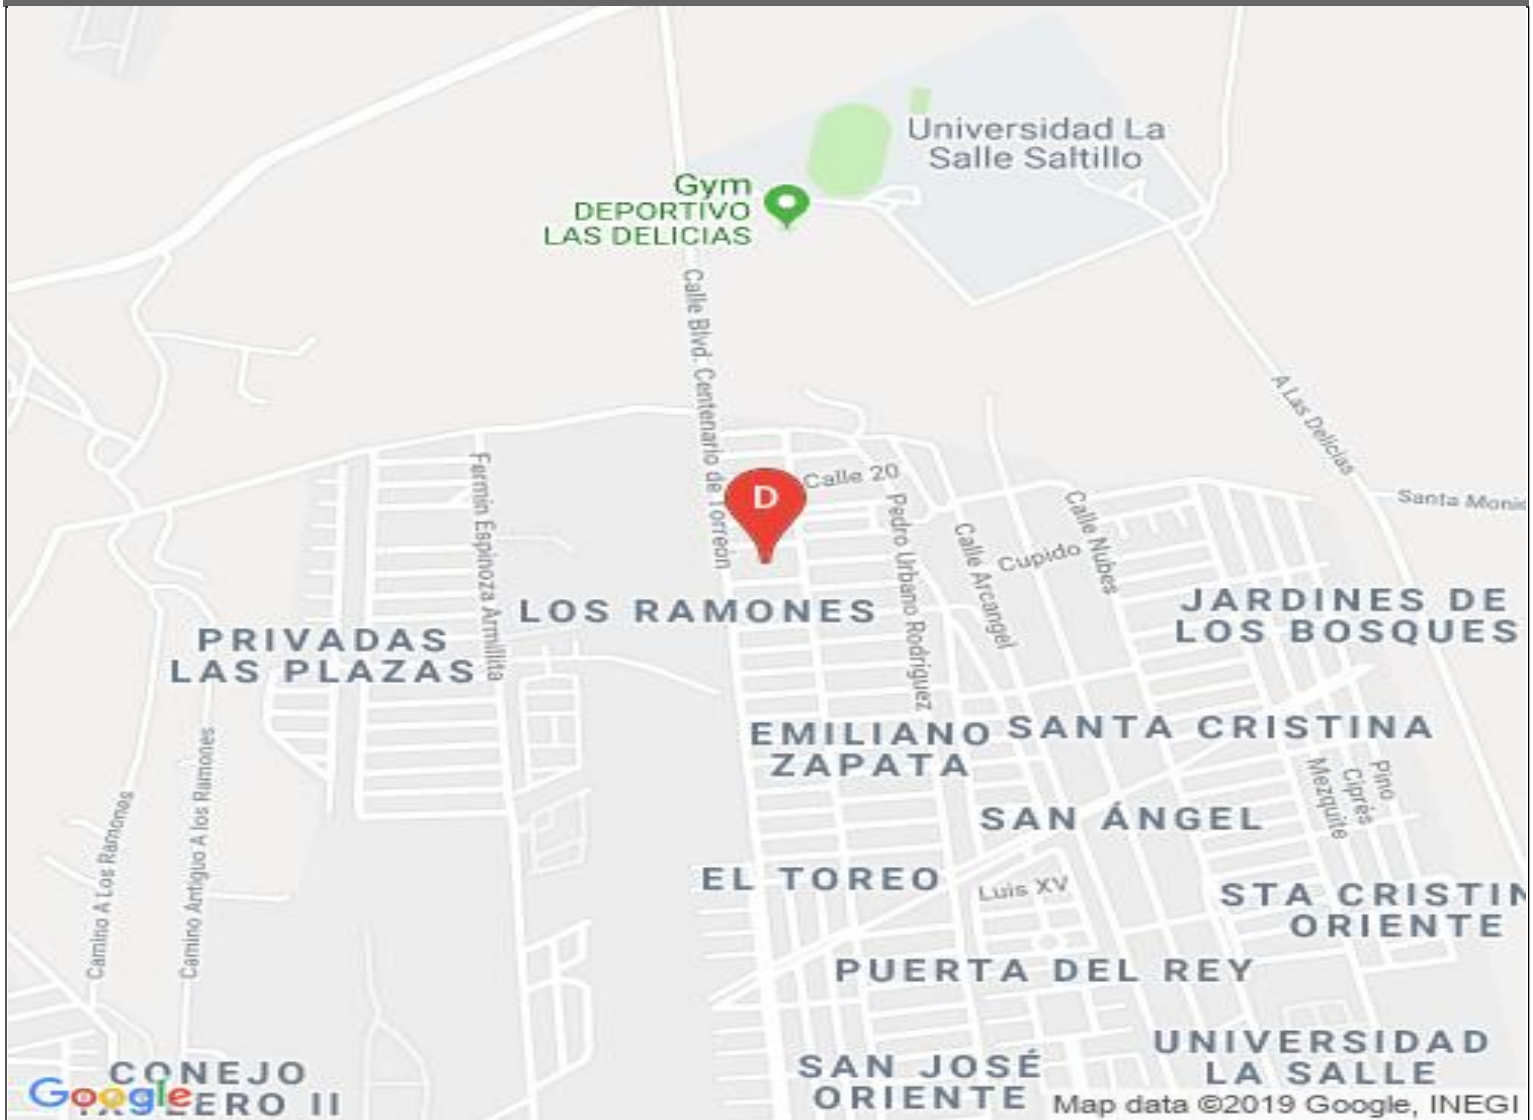 Universidad La
Salle Saltillo
Gym
DEPORTIVO
LAS DELICIAS
Calle Blvd. Centenario de Torreón
A Las Delicias
Fermin Espinoza Armillita
D
Calle 20
Pedro Urbano Rodriguez
Calle Arcangel
Cupido
Calle Nubes
Santa Monic
LOS RAMONES
JARDINES DE
LOS BOSQUES
PRIVADAS
LAS PLAZAS
EMILIANO
ZAPATA
SANTA CRISTINA
Camino A Los Ramones
Camino Antiguo A los Ramones
Mezquite
Ciprés
Pino
SAN ÁNGEL
EL TOREO
Luis XV
STA CRISTIN
ORIENTE
PUERTA DEL REY
UNIVERSIDAD
LA SALLE
SAN JOSÉ
ORIENTE
CONEJO
ERO II
Google
Map data ©2019 Google, INEGI